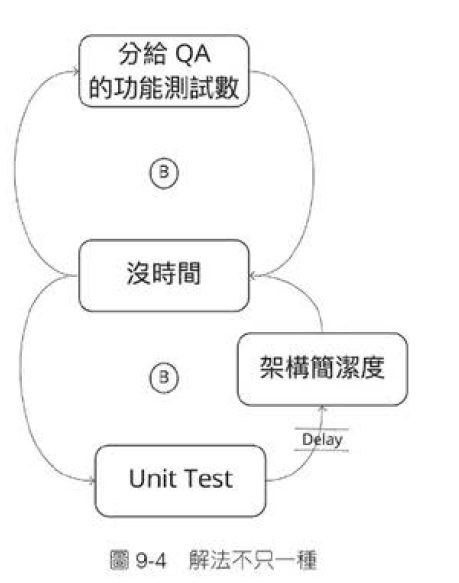 分給 QA
的功能測試數
B
沒時間
B
架構簡潔度
Delay
Unit Test
圖 9-4 解法不只一種